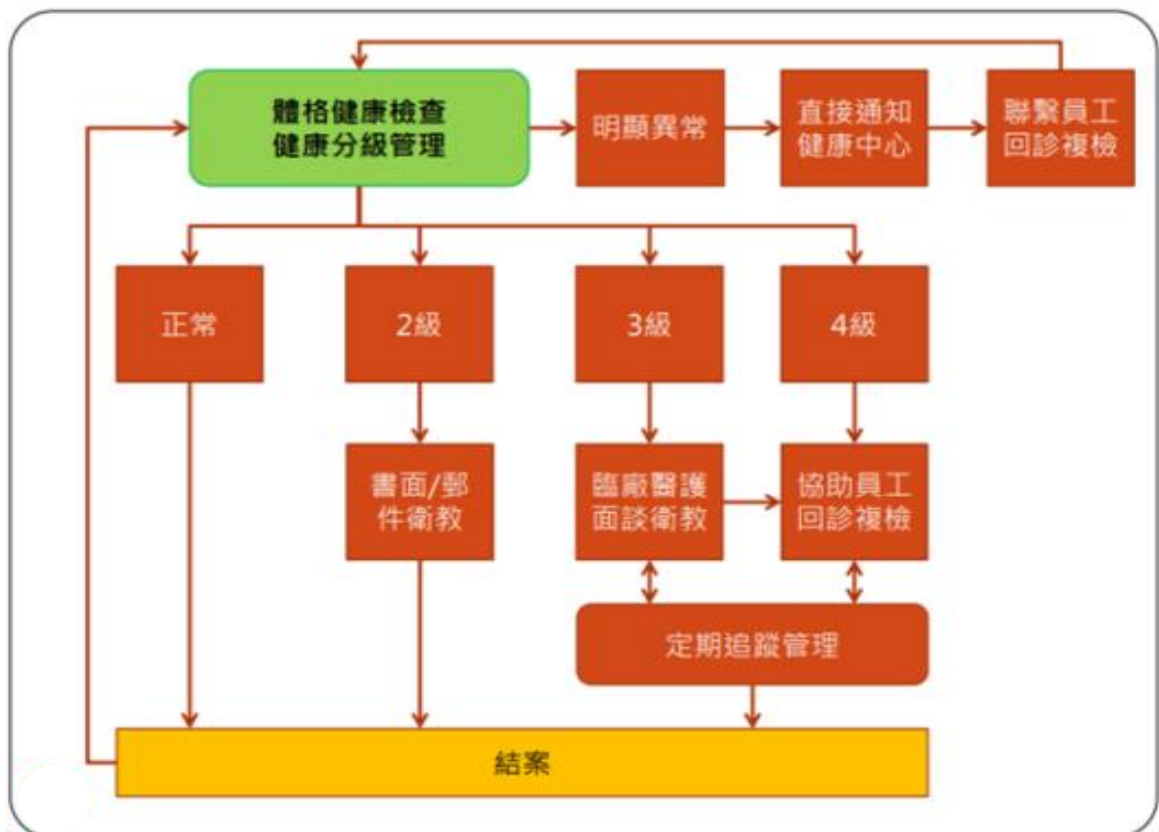 體格健康檢查
健康分級管理
明顯異常
直接通知
健康中心
聯繫員工
回診複檢
正常
2級
3級
4級
書面/郵
件衛教
臨廠醫護
面談衛教
協助員工
回診複檢
定期追蹤管理
結案